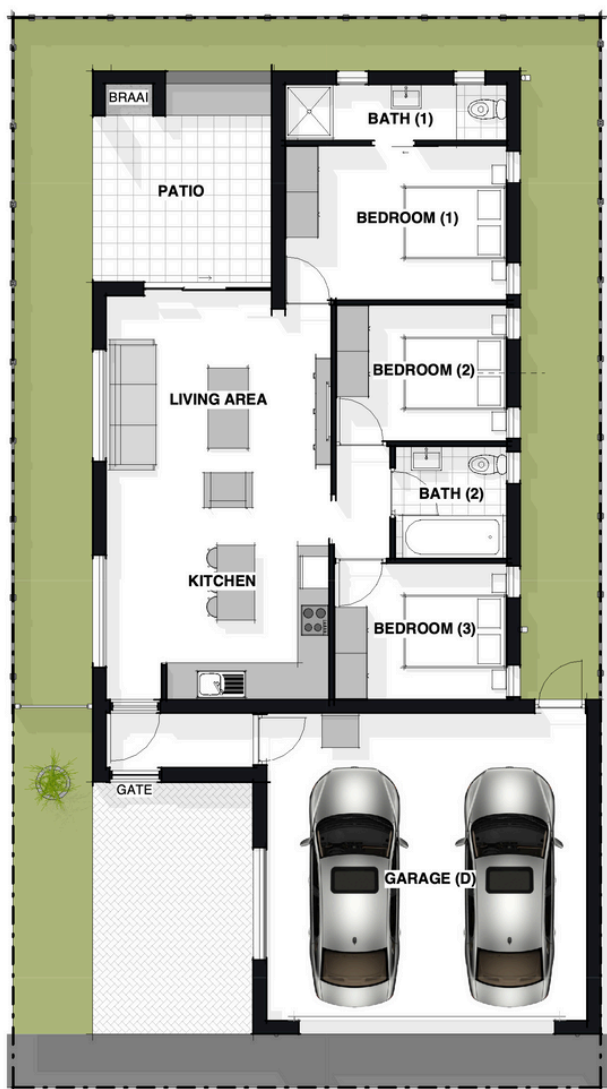 BRAAI
BATH (1)
PATIO
BEDROOM (1)
BEDROOM (2)
LIVING AREA
BATH (2)
KITCHEN
BEDROOM (3)
GATE
GARAGE (D)